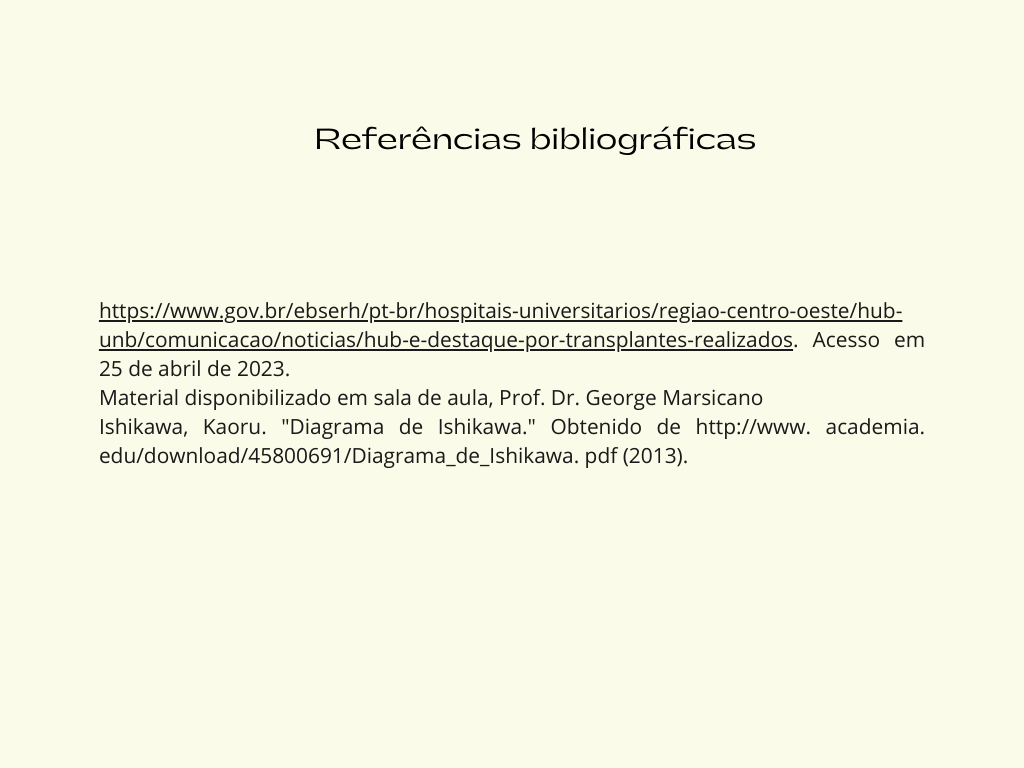 Referências bibliográficas
https://www.gov.br/ebserh/pt-br/hospitais-universitarios/regiao-centro-oeste/hub-
unb/comunicacao/noticias/hub-e-destaque-por-transplantes-realizados. Acesso em
25 de abril de 2023.
Material disponibilizado em sala de aula, Prof. Dr. George Marsicano
Ishikawa, Kaoru. "Diagrama de Ishikawa." Obtenido de http://www. academia.
edu/download/45800691/Diagrama_de_Ishikawa. pdf (2013).